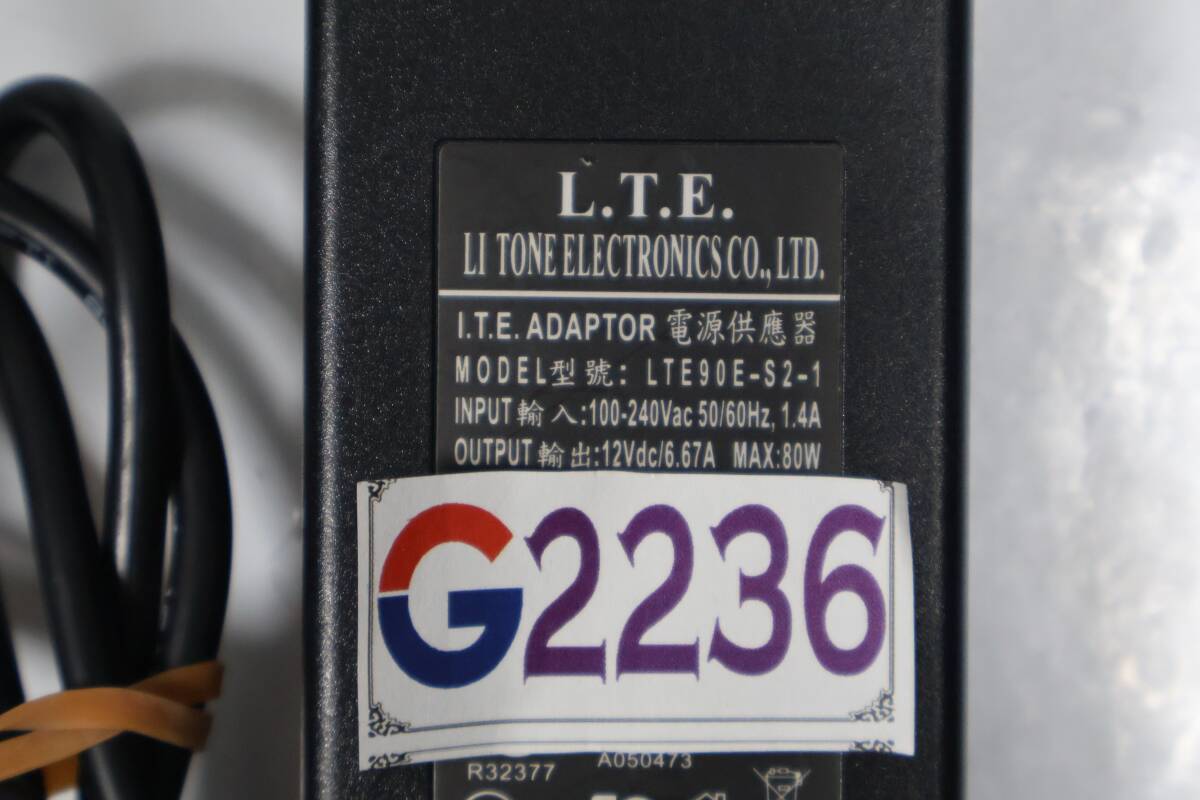 L.T.E.
LI TONE ELECTRONICS CO., LTD.
I.T.E. ADAPTOR 電源供應器
MODEL型號: LTE90E-S2-1
INPUT輸入:100-240Vac 50/60Hz, 1.4A
OUTPUT輸出:12Vdc/6.67A MAX:80W
G2236
R32377
A050473